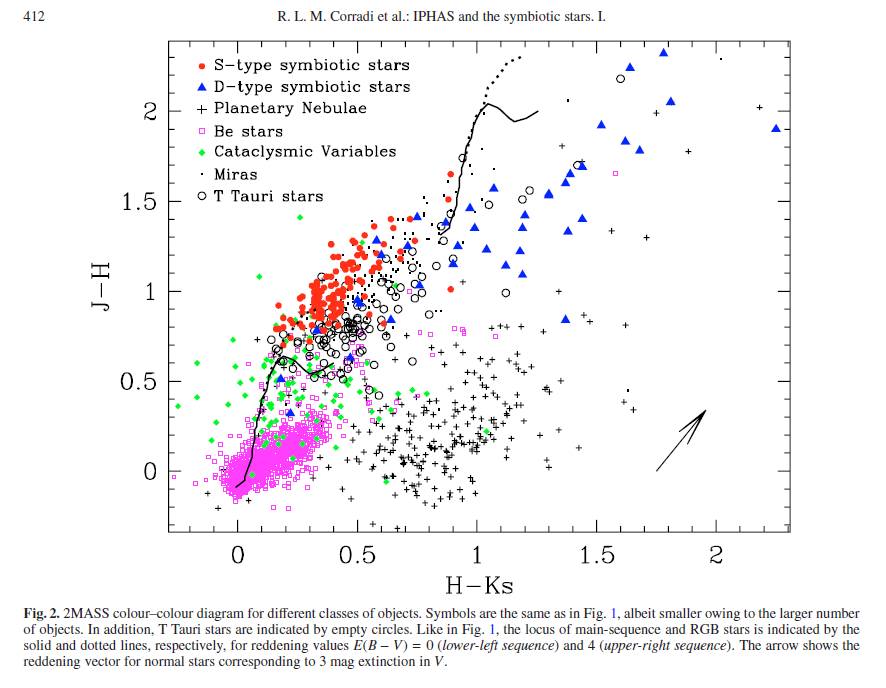 412
R. L. M. Corradi et al.: IPHAS and the symbiotic stars. I.
S-type symbiotic stars
D-type symbiotic stars
Planetary Nebulae
Be stars
Cataclysmic Variables
Miras
T Tauri stars
2
1.5
1
0.5
0
J-H
0
0.5
1
1.5
2
H-Ks
Fig. 2. 2MASS colour–colour diagram for different classes of objects. Symbols are the same as in Fig. 1, albeit smaller owing to the larger number
of objects. In addition, T Tauri stars are indicated by empty circles. Like in Fig. 1, the locus of main-sequence and RGB stars is indicated by the
solid and dotted lines, respectively, for reddening values E(B − V) = 0 (lower-left sequence) and 4 (upper-right sequence). The arrow shows the
reddening vector for normal stars corresponding to 3 mag extinction in V.